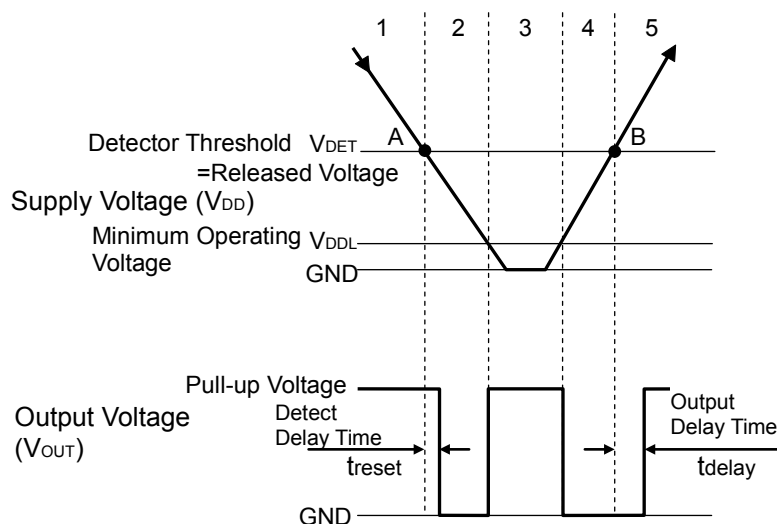 1 2 3 4 5
Detector Threshold VDET A B
=Released Voltage
Supply Voltage (VDD)
Minimum Operating VDDL
Voltage
GND
Pull-up Voltage
Output Voltage
(VOUT)
Detect
Delay Time
treset
Output
Delay Time
tdelay
GND